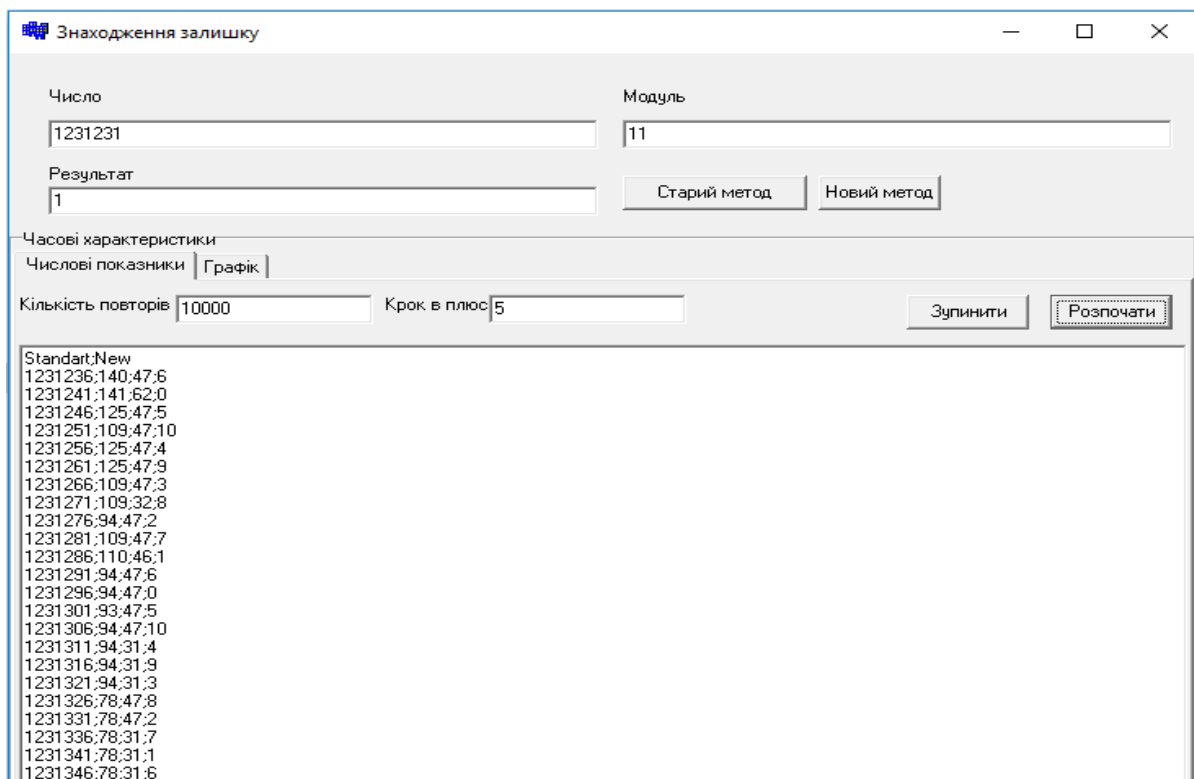 Знаходження залишку
Число
Модуль
1231231
11
Результат
1
Старий метод
Новий метод
Часові характеристики
Числові показники
Графік
Кількість повторів
10000
Крок в плюс
5
Зупинити
Розпочати
Standart;New
1231236;140;47;6
1231241;141;62;0
1231246;125;47;5
1231251;109;47;10
1231256;125;47;4
1231261;125;47;9
1231266;109;47;3
1231271;109;32;8
1231276;94;47;2
1231281;109;47;7
1231286;110;46;1
1231291;94;47;6
1231296;94;47;0
1231301;93;47;5
1231306;94;47;10
1231311;94;31;4
1231316;94;31;9
1231321;94;31;3
1231326;78;47;8
1231331;78;47;2
1231336;78;31;7
1231341;78;31;1
1231346;78;31;6